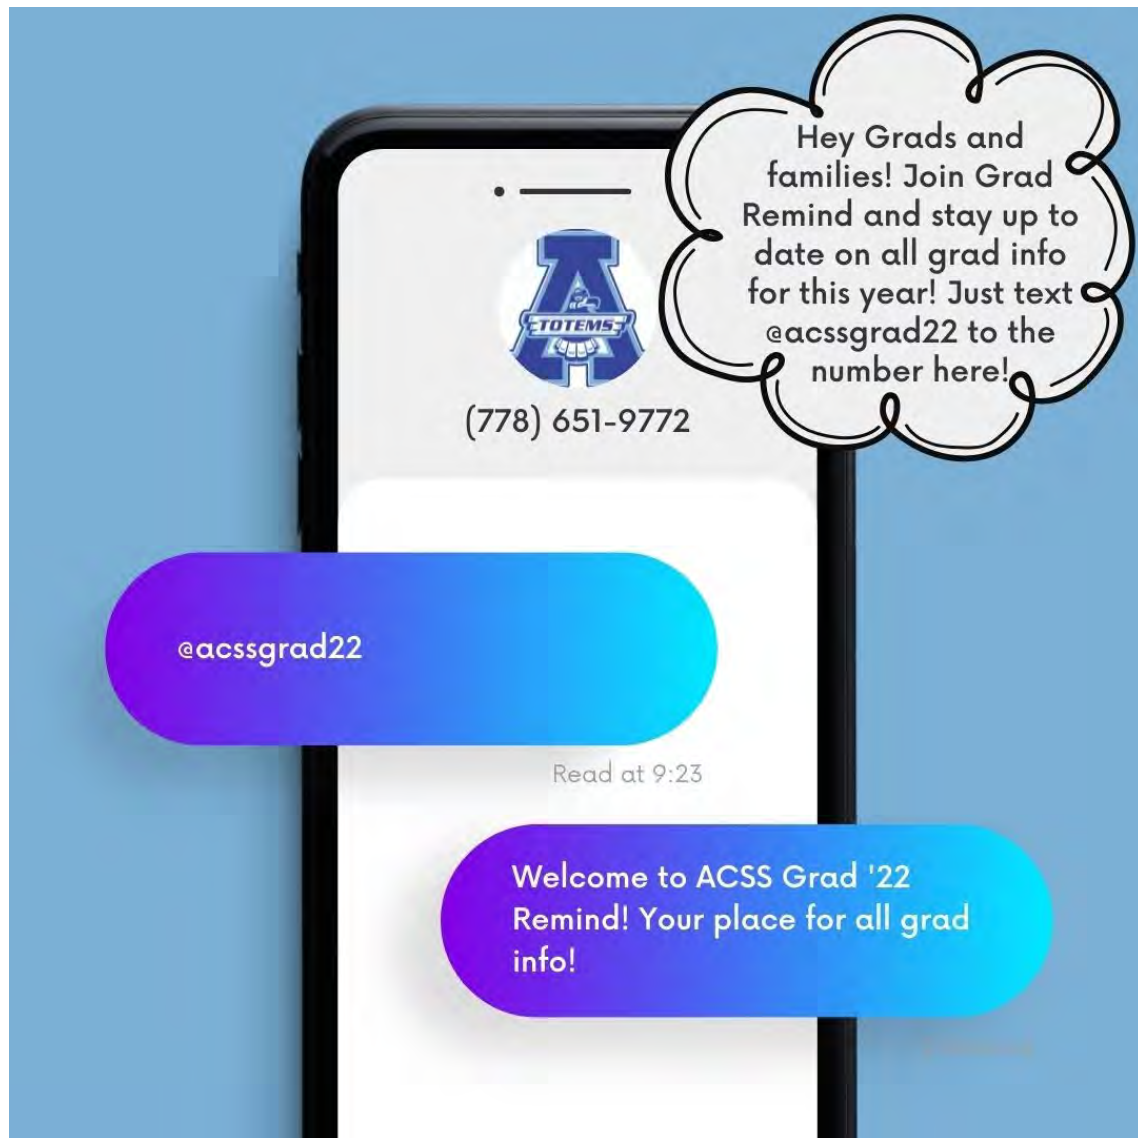 Hey Grads and
families! Join Grad
Remind and stay up to
date on all grad info
for this year! Just text
@acssgrad22 to the
number here!
TOTEMS
(778) 651-9772
@acssgrad22
Read at 9:23
Welcome to ACSS Grad '22
Remind! Your place for all grad
info!